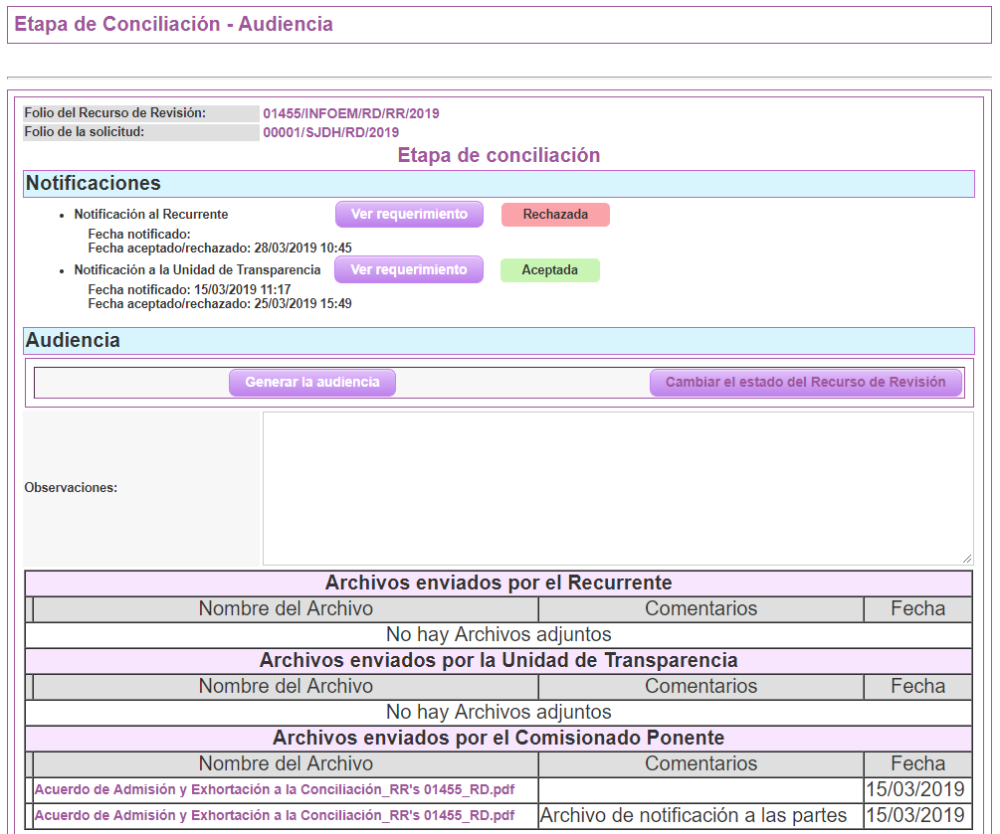 Etapa de Conciliación - Audiencia
Folio del Recurso de Revisión: 01455/INFOEM/RD/RR/2019
Folio de la solicitud: 00001/SJDH/RD/2019
Etapa de conciliación
Notificaciones
• Notificación al Recurrente Ver requerimiento Rechazada
Fecha notificado:
Fecha aceptado/rechazado: 28/03/2019 10:45
• Notificación a la Unidad de Transparencia Ver requerimiento Aceptada
Fecha notificado: 15/03/2019 11:17
Fecha aceptado/rechazado: 25/03/2019 15:49
Audiencia
Generar la audiencia Cambiar el estado del Recurso de Revisión
Observaciones:
Archivos enviados por el Recurrente
Nombre del Archivo Comentarios Fecha
No hay Archivos adjuntos
Archivos enviados por la Unidad de Transparencia
Nombre del Archivo Comentarios Fecha
No hay Archivos adjuntos
Archivos enviados por el Comisionado Ponente
Nombre del Archivo Comentarios Fecha
Acuerdo de Admisión y Exhortación a la Conciliación_RR's 01455_RD.pdf 15/03/2019
Acuerdo de Admisión y Exhortación a la Conciliación_RR's 01455_RD.pdf Archivo de notificación a las partes 15/03/2019